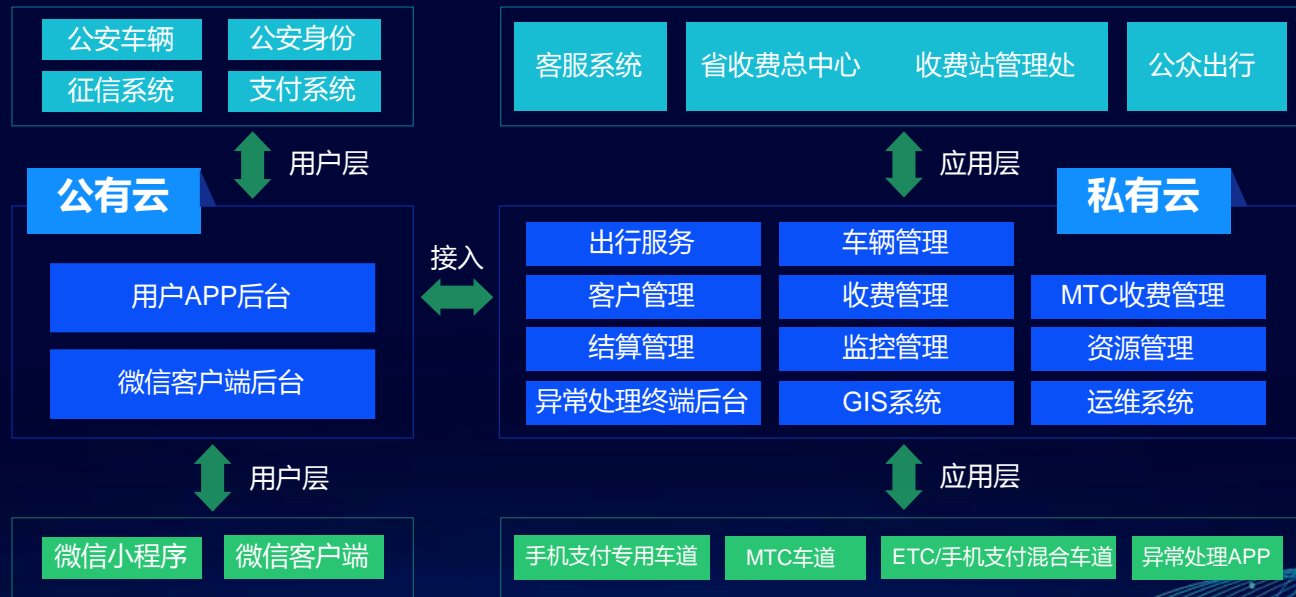 公安车辆 公安身份
征信系统 支付系统
客服系统 省收费总中心 收费站管理处 公众出行
用户层
应用层
公有云
私有云
用户APP后台
微信客户端后台
接入
出行服务 车辆管理
客户管理 收费管理 MTC收费管理
结算管理 监控管理 资源管理
异常处理终端后台 GIS系统 运维系统
用户层
应用层
微信小程序 微信客户端
手机支付专用车道 MTC车道 ETC/手机支付混合车道 异常处理APP